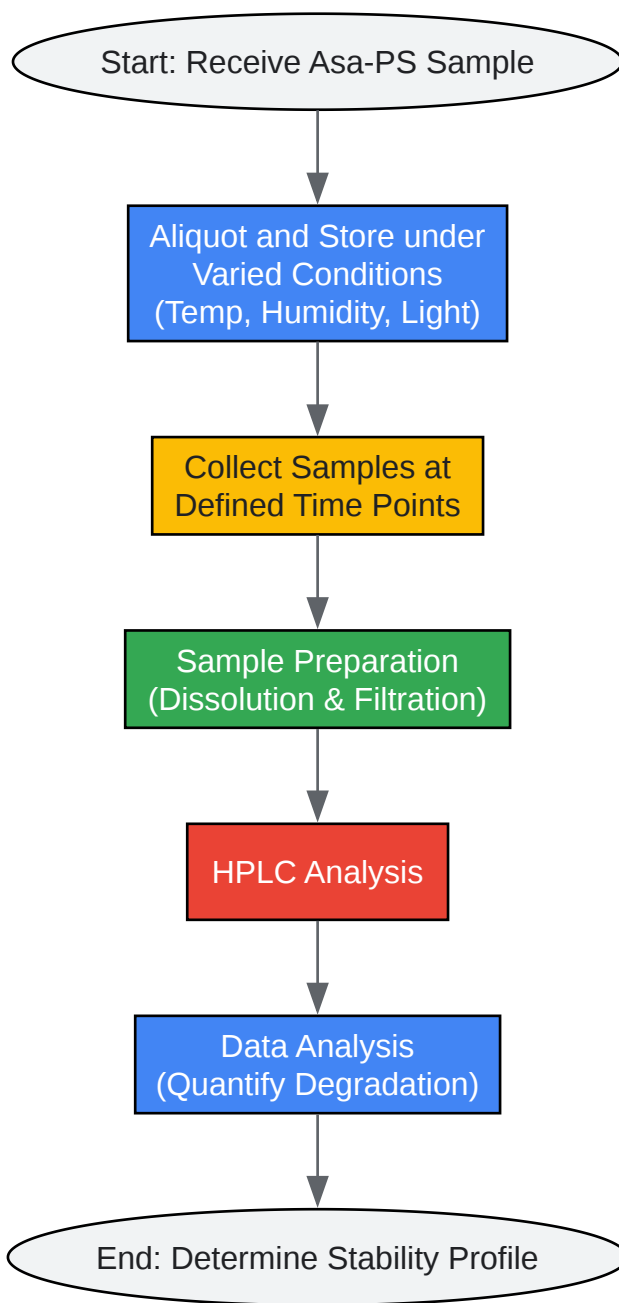 Start: Receive Asa-PS Sample
Aliquot and Store under
Varied Conditions
(Temp, Humidity, Light)
Collect Samples at
Defined Time Points
Sample Preparation
(Dissolution & Filtration)
HPLC Analysis
Data Analysis
(Quantify Degradation)
End: Determine Stability Profile